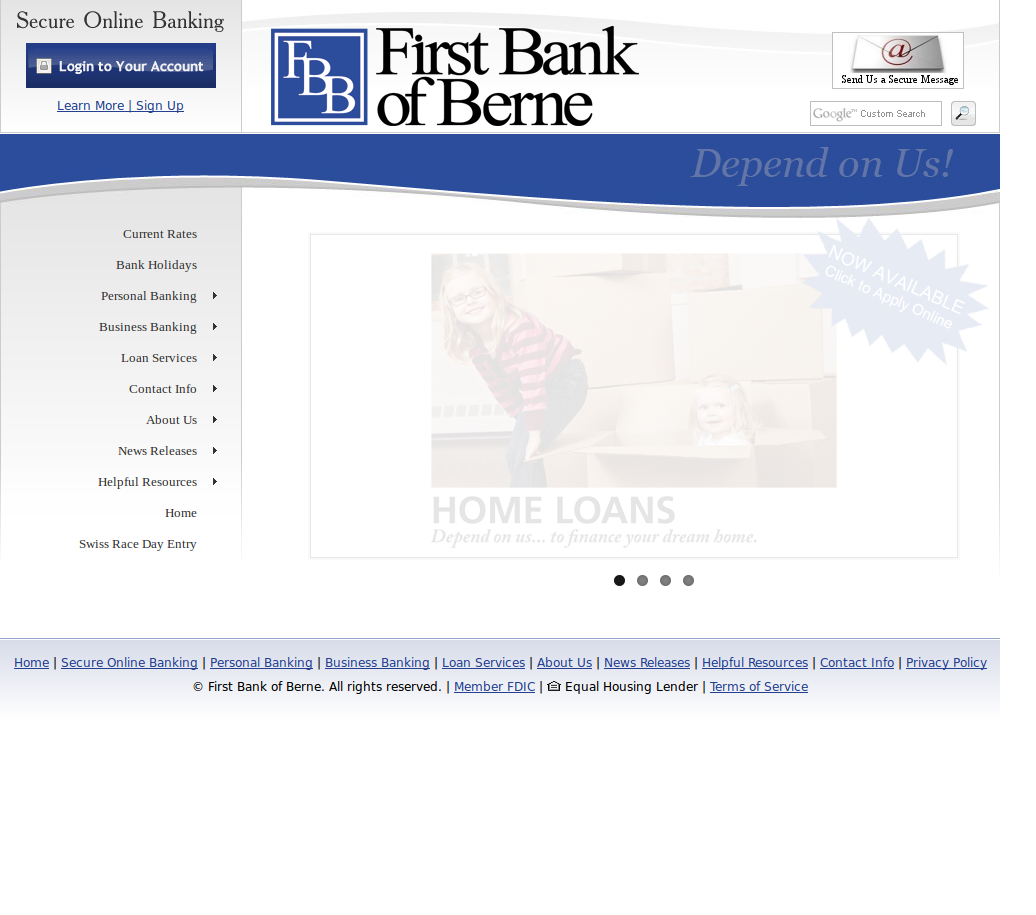 Secure Online Banking
Login to Your Account
Learn More | Sign Up
FBB
First Bank
of Berne
Send Us a Secure Message
Google™ Custom Search
Depend on Us!
Current Rates
Bank Holidays
Personal Banking
Business Banking
Loan Services
Contact Info
About Us
News Releases
Helpful Resources
Home
Swiss Race Day Entry
NOW AVAILABLE
Click to Apply Online
HOME LOANS
Depend on us... to finance your dream home.
Home | Secure Online Banking | Personal Banking | Business Banking | Loan Services | About Us | News Releases | Helpful Resources | Contact Info | Privacy Policy
© First Bank of Berne. All rights reserved. | Member FDIC | Equal Housing Lender | Terms of Service